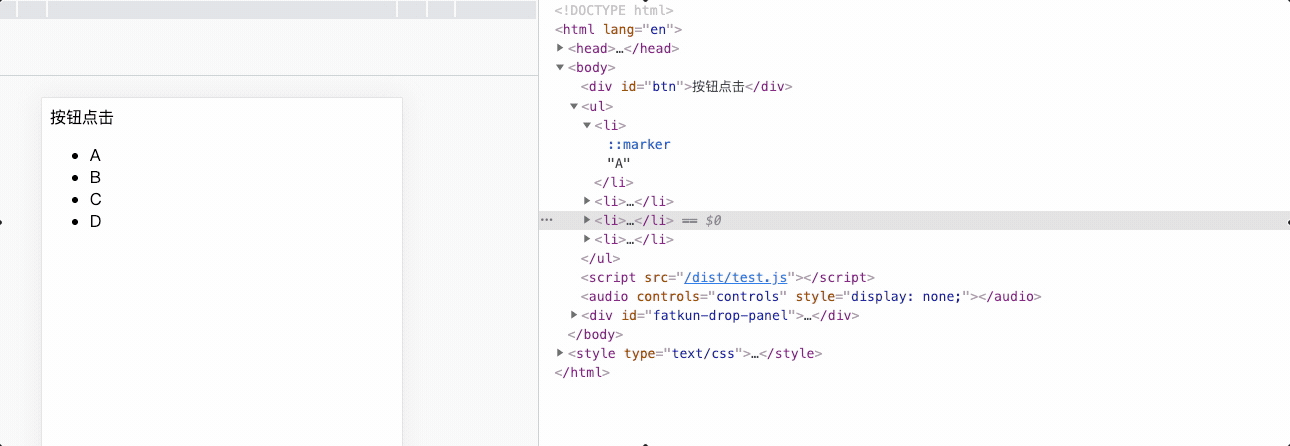 按钮点击
A
B
C
D
<!DOCTYPE html>
<html lang="en">
<head>…</head>
<body>
<div id="btn">按钮点击</div>
<ul>
<li>
::marker
"A"
</li>
<li>…</li>
<li>…</li> == $0
<li>…</li>
</ul>
<script src="/dist/test.js"></script>
<audio controls="controls" style="display: none;"></audio>
<div id="fatkun-drop-panel">…</div>
</body>
<style type="text/css">…</style>
</html>